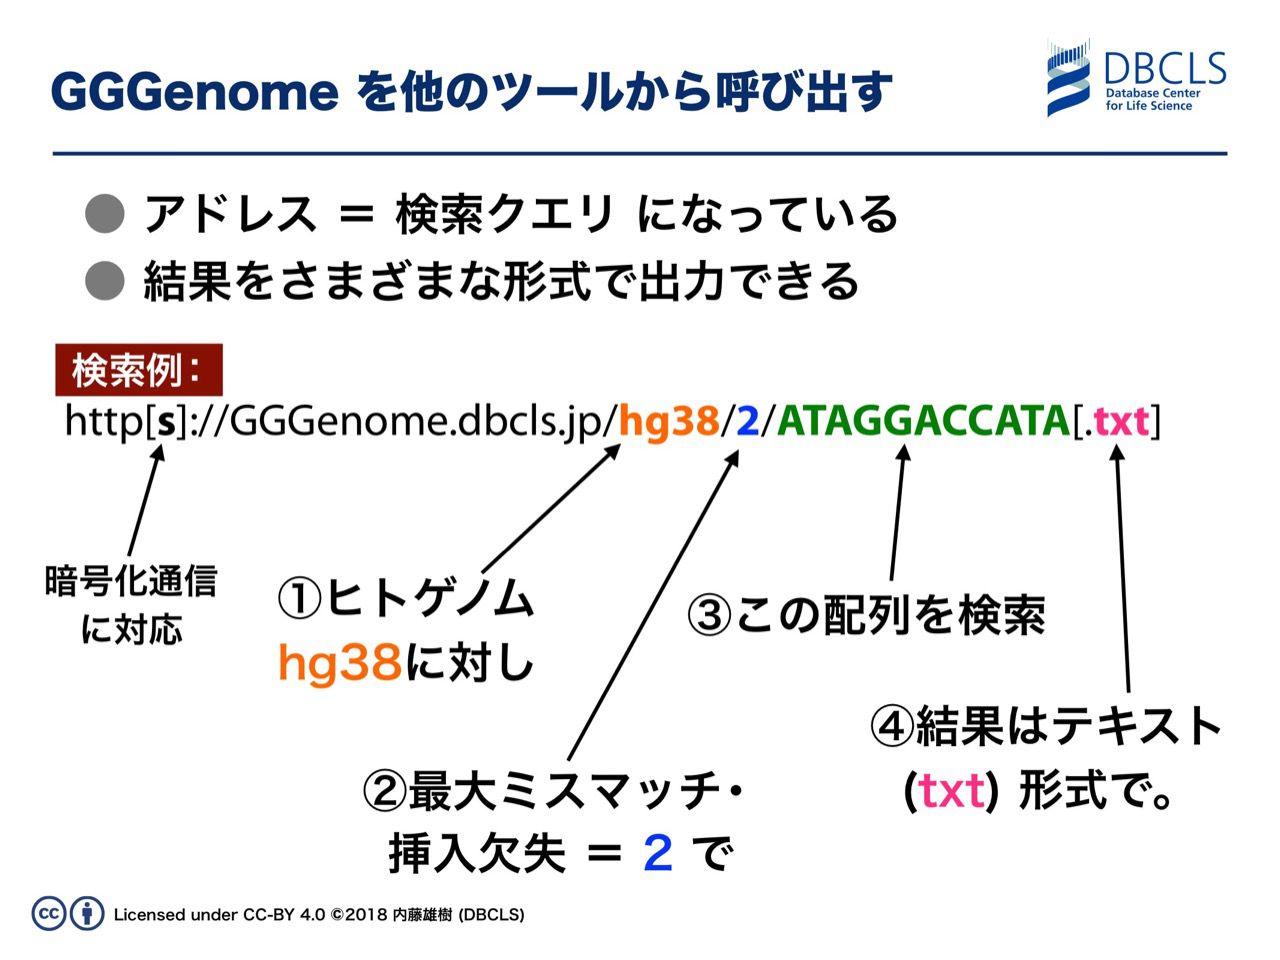 GGGenome を他のツールから呼び出す
DBCLS
Database Center
for Life Science
● アドレス ＝ 検索クエリ になっている
● 結果をさまざまな形式で出力できる
検索例：
http[s]://GGGenome.dbcls.jp/hg38/2/ATAGGACCATA[.txt]
暗号化通信
に対応
①ヒトゲノム
hg38に対し
③この配列を検索
④結果はテキスト
(txt) 形式で。
②最大ミスマッチ・
挿入欠失 ＝ 2 で
cc
Licensed under CC-BY 4.0 ©2018 内藤雄樹 (DBCLS)